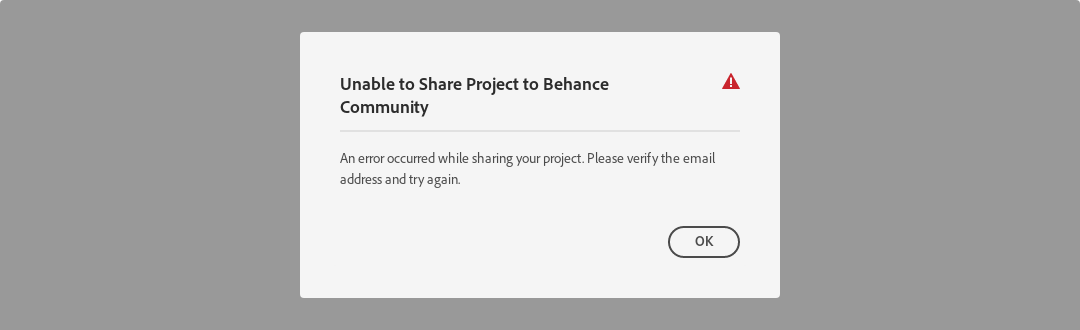 Unable to Share Project to Behance
Community
An error occurred while sharing your project. Please verify the email
address and try again.
OK